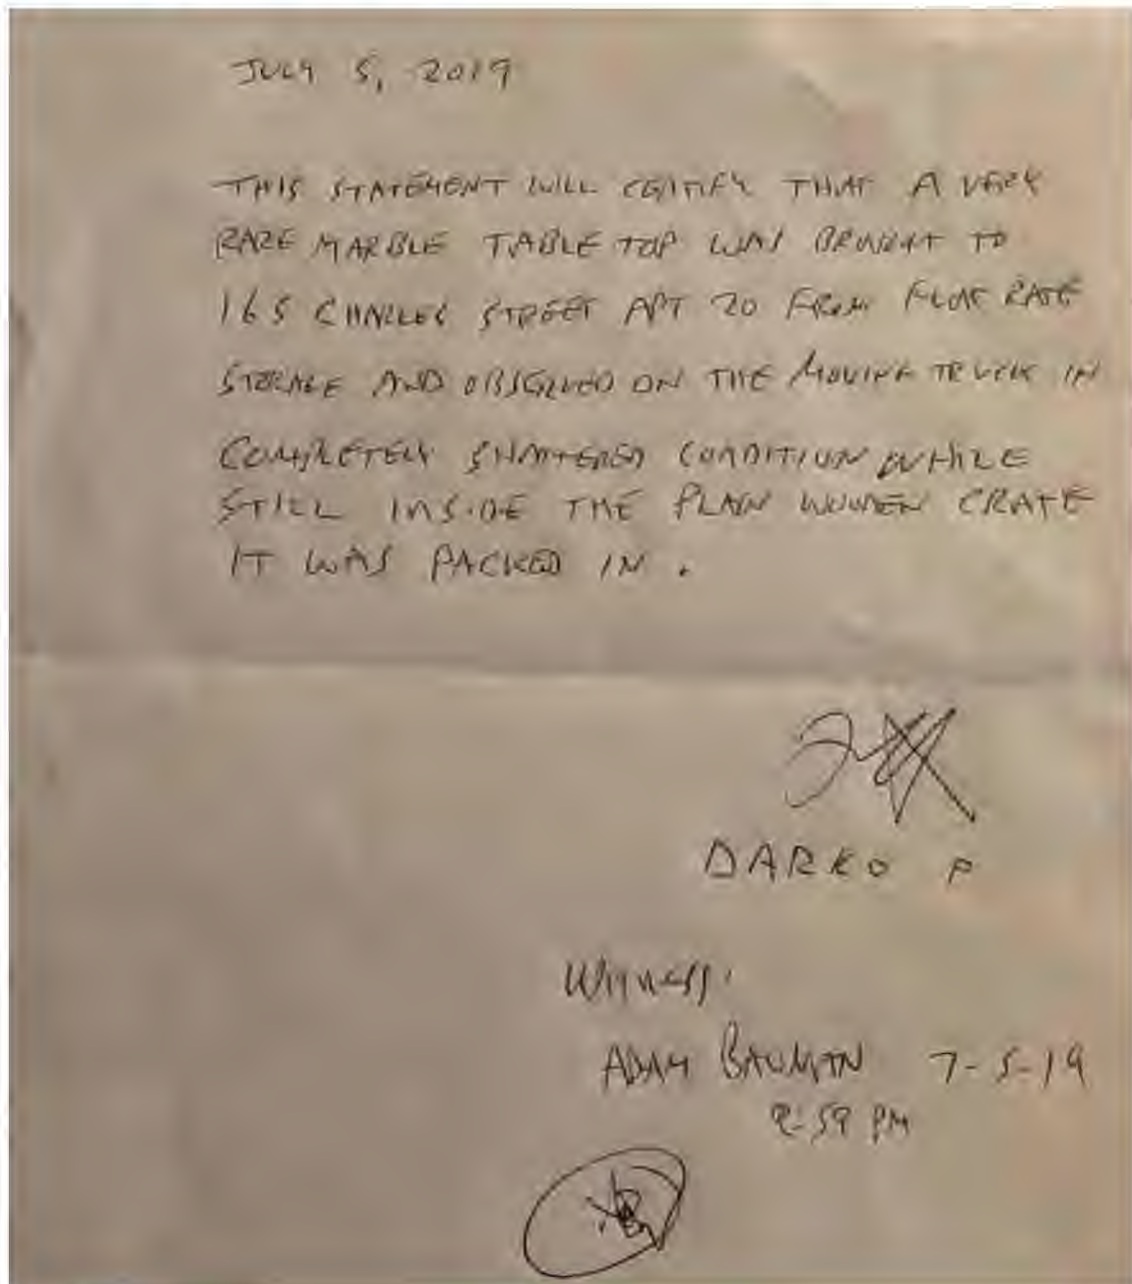 JULY 5, 2019
THIS STATEMENT WILL CERTIFY THAT A VERY
RARE MARBLE TABLE TOP WAS BROUGHT TO
165 CHARLES STREET APT 20 FROM FLAT RATE
STORAGE AND OBSERVED ON THE MOVING TRUCK IN
COMPLETELY SHATTERED CONDITION WHILE
STILL INSIDE THE PLAIN WOODEN CRATE
IT WAS PACKED IN.
DARKO P
WITNESS:
ADAM BAUMAN 7-5-19
:59 PM